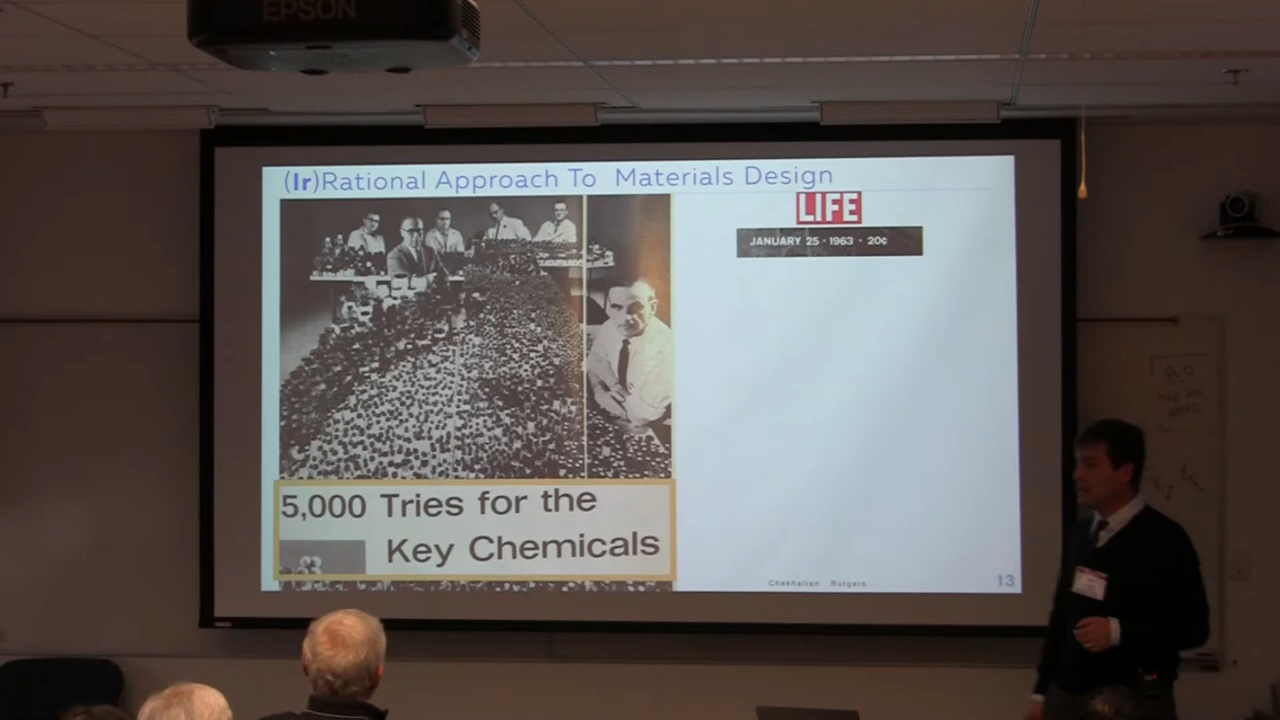 EPSON
(Ir)Rational Approach To Materials Design
LIFE
JANUARY 25 · 1963 · 20¢
5,000 Tries for the
Key Chemicals
Chakhalian Rutgers
13